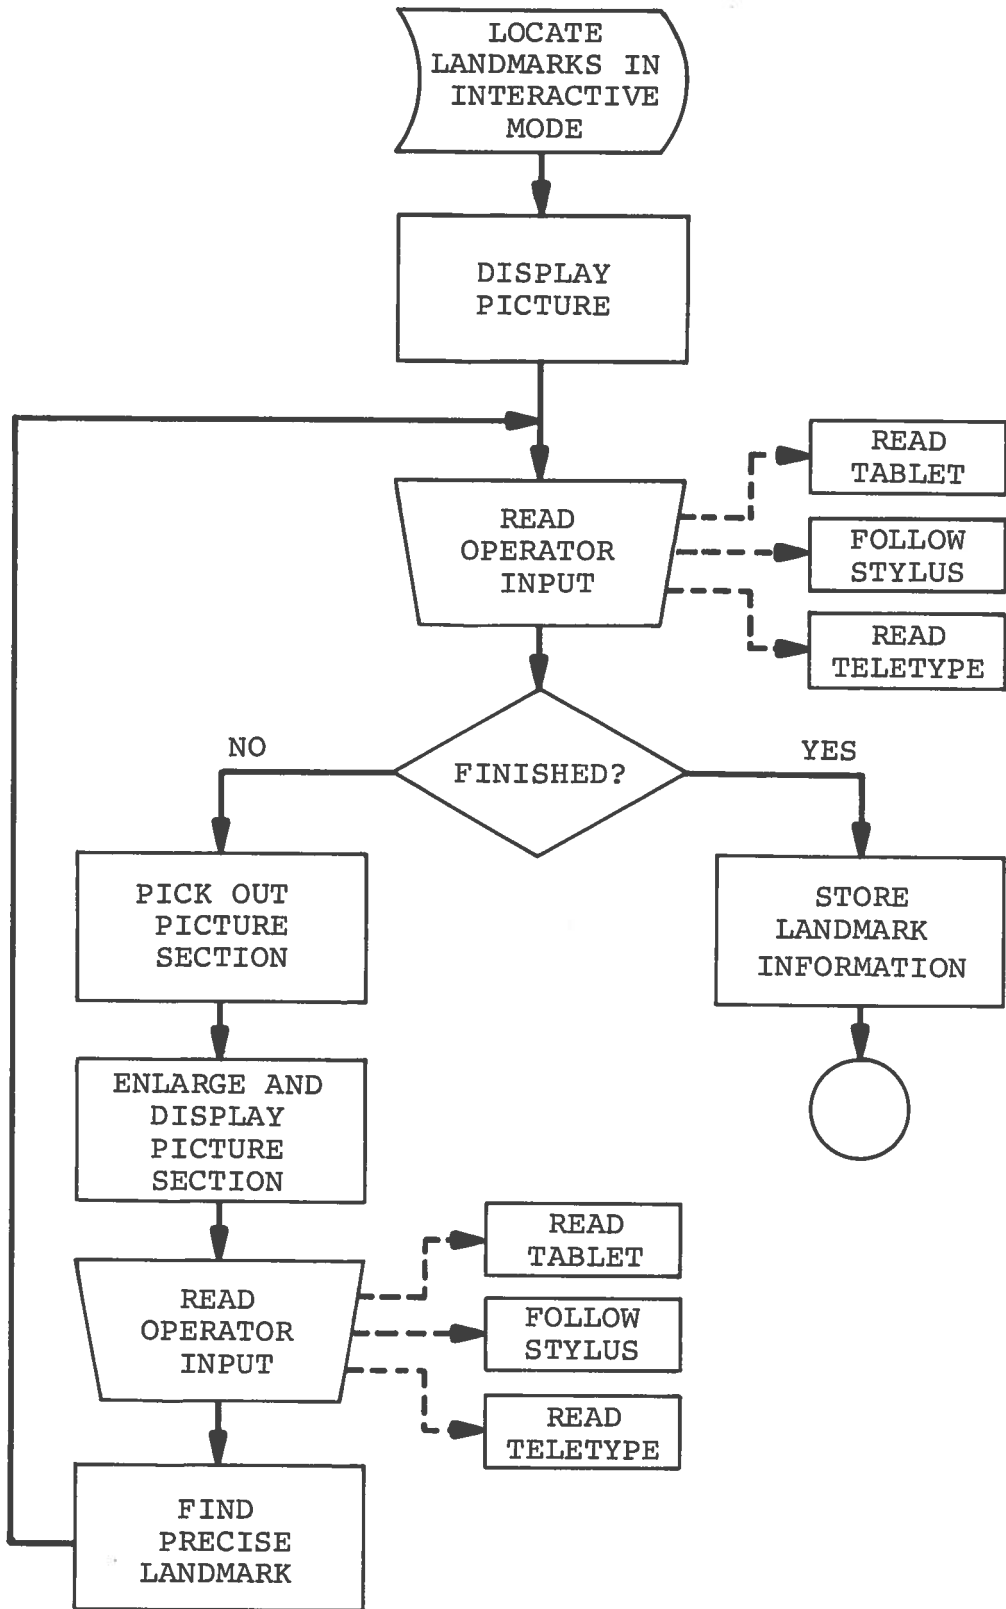 LOCATE
LANDMARKS IN
INTERACTIVE
MODE
DISPLAY
PICTURE
READ
OPERATOR
INPUT
READ
TABLET
FOLLOW
STYLUS
READ
TELETYPE
FINISHED?
NO
YES
PICK OUT
PICTURE
SECTION
STORE
LANDMARK
INFORMATION
ENLARGE AND
DISPLAY
PICTURE
SECTION
READ
OPERATOR
INPUT
READ
TABLET
FOLLOW
STYLUS
READ
TELETYPE
FIND
PRECISE
LANDMARK